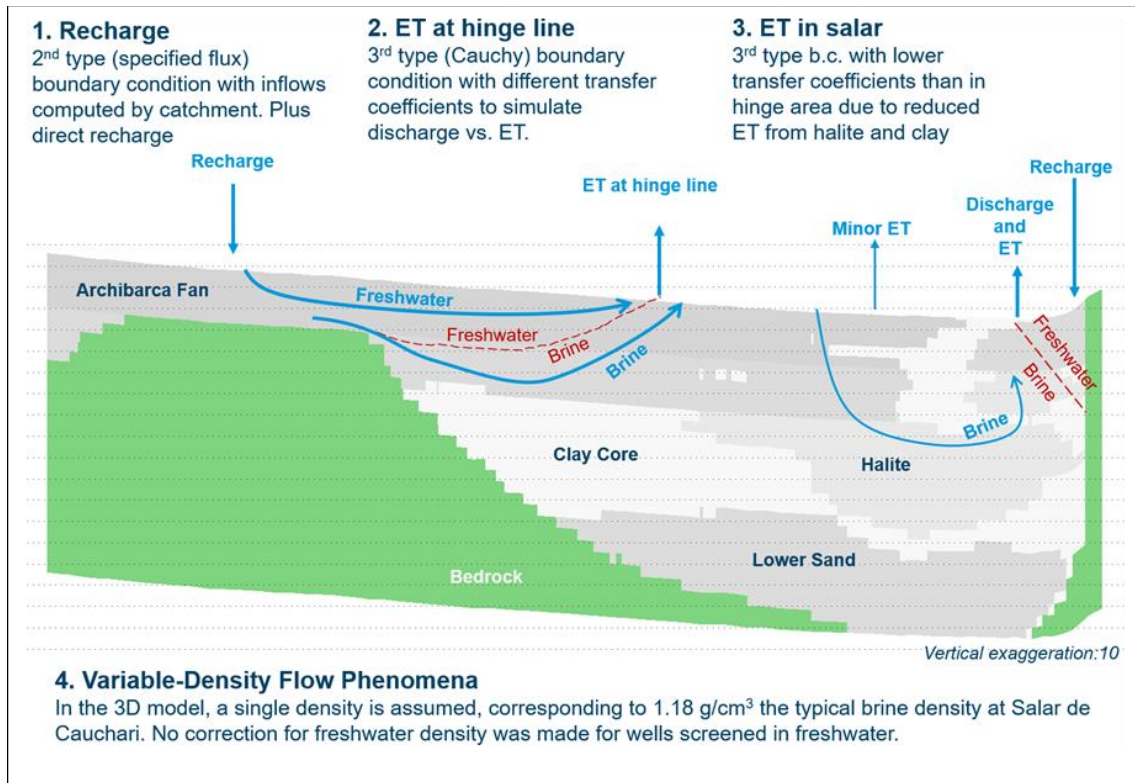 1. Recharge
2nd type (specified flux)
boundary condition with inflows
computed by catchment. Plus
direct recharge
2. ET at hinge line
3rd type (Cauchy) boundary
condition with different transfer
coefficients to simulate
discharge vs. ET.
3. ET in salar
3rd type b.c. with lower
transfer coefficients than in
hinge area due to reduced
ET from halite and clay
Recharge
ET at hinge line
Minor ET
Discharge
and
ET
Recharge
Archibarca Fan
Freshwater
Freshwater
Brine
Brine
Freshwater
Brine
Brine
Clay Core
Halite
Lower Sand
Bedrock
Vertical exaggeration:10
4. Variable-Density Flow Phenomena
In the 3D model, a single density is assumed, corresponding to 1.18 g/cm³ the typical brine density at Salar de
Cauchari. No correction for freshwater density was made for wells screened in freshwater.